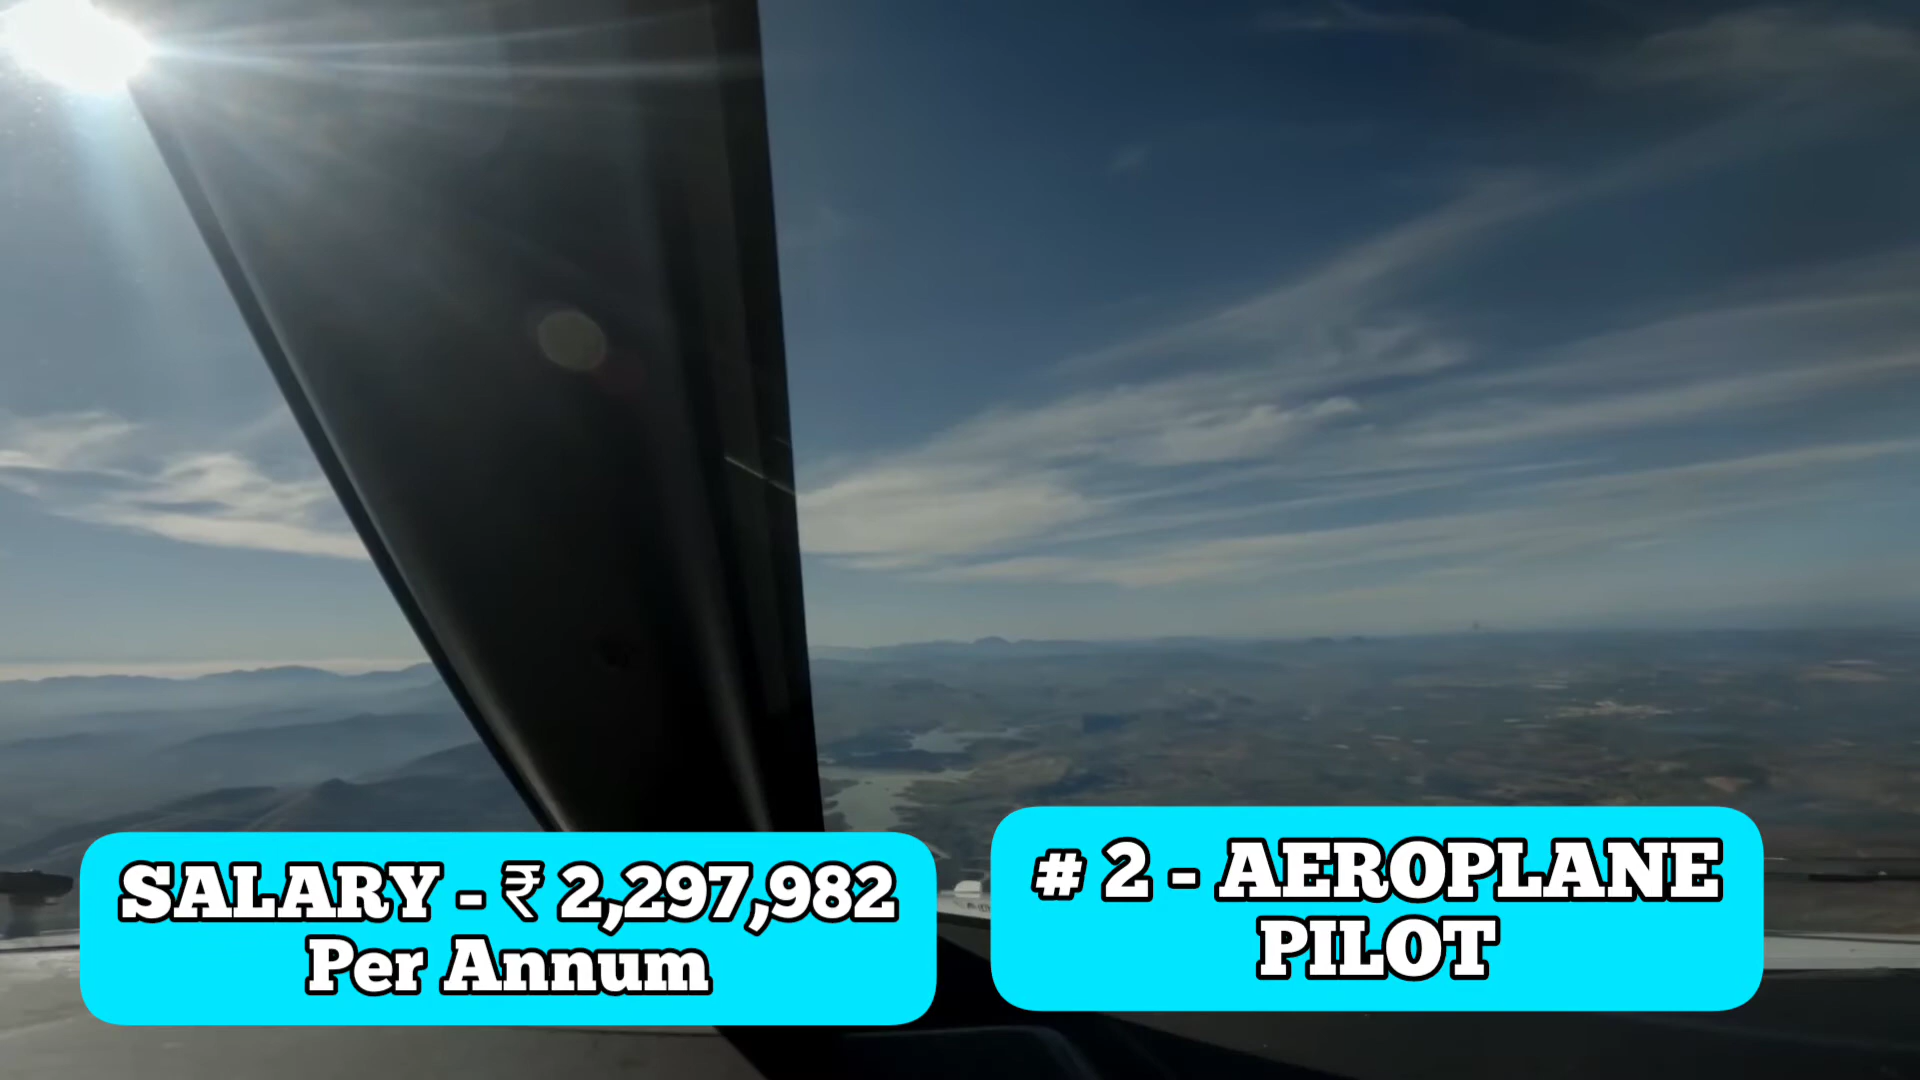 SALARY - ₹ 2,297,982
Per Annum
# 2 - AEROPLANE
PILOT